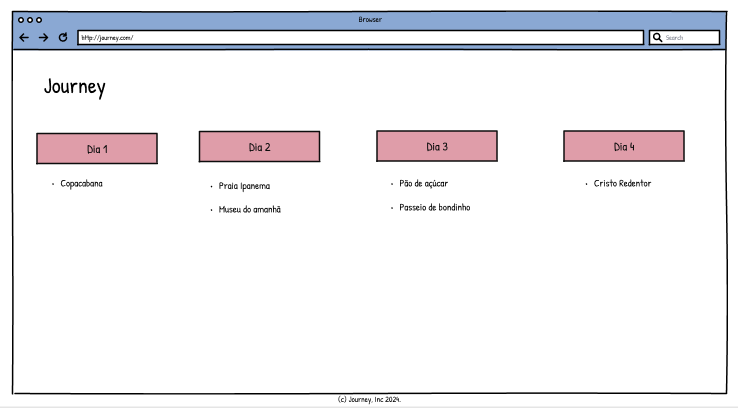 Browser
http://journey.com/
Search
Journey
Dia 1
Dia 2
Dia 3
Dia 4
• Copacabana
• Praia Ipanema
• Museu do amanhã
• Pão de açúcar
• Passeio de bondinho
• Cristo Redentor
(c) Journey, Inc 2024.